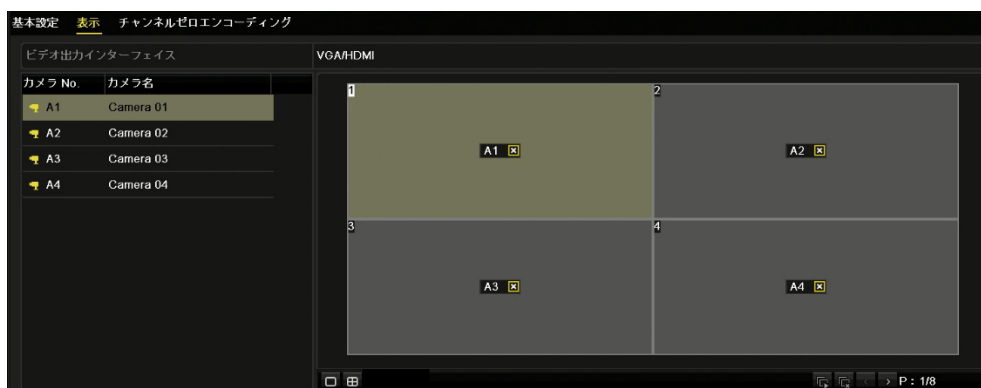 基本設定 表示 チャンネルゼロエンコーディング
ビデオ出力インターフェイス VGA/HDMI
カメラ No. カメラ名
A1 Camera 01
A2 Camera 02
A3 Camera 03
A4 Camera 04
1 2
A1 A2
3 4
A3 A4
P : 1/8